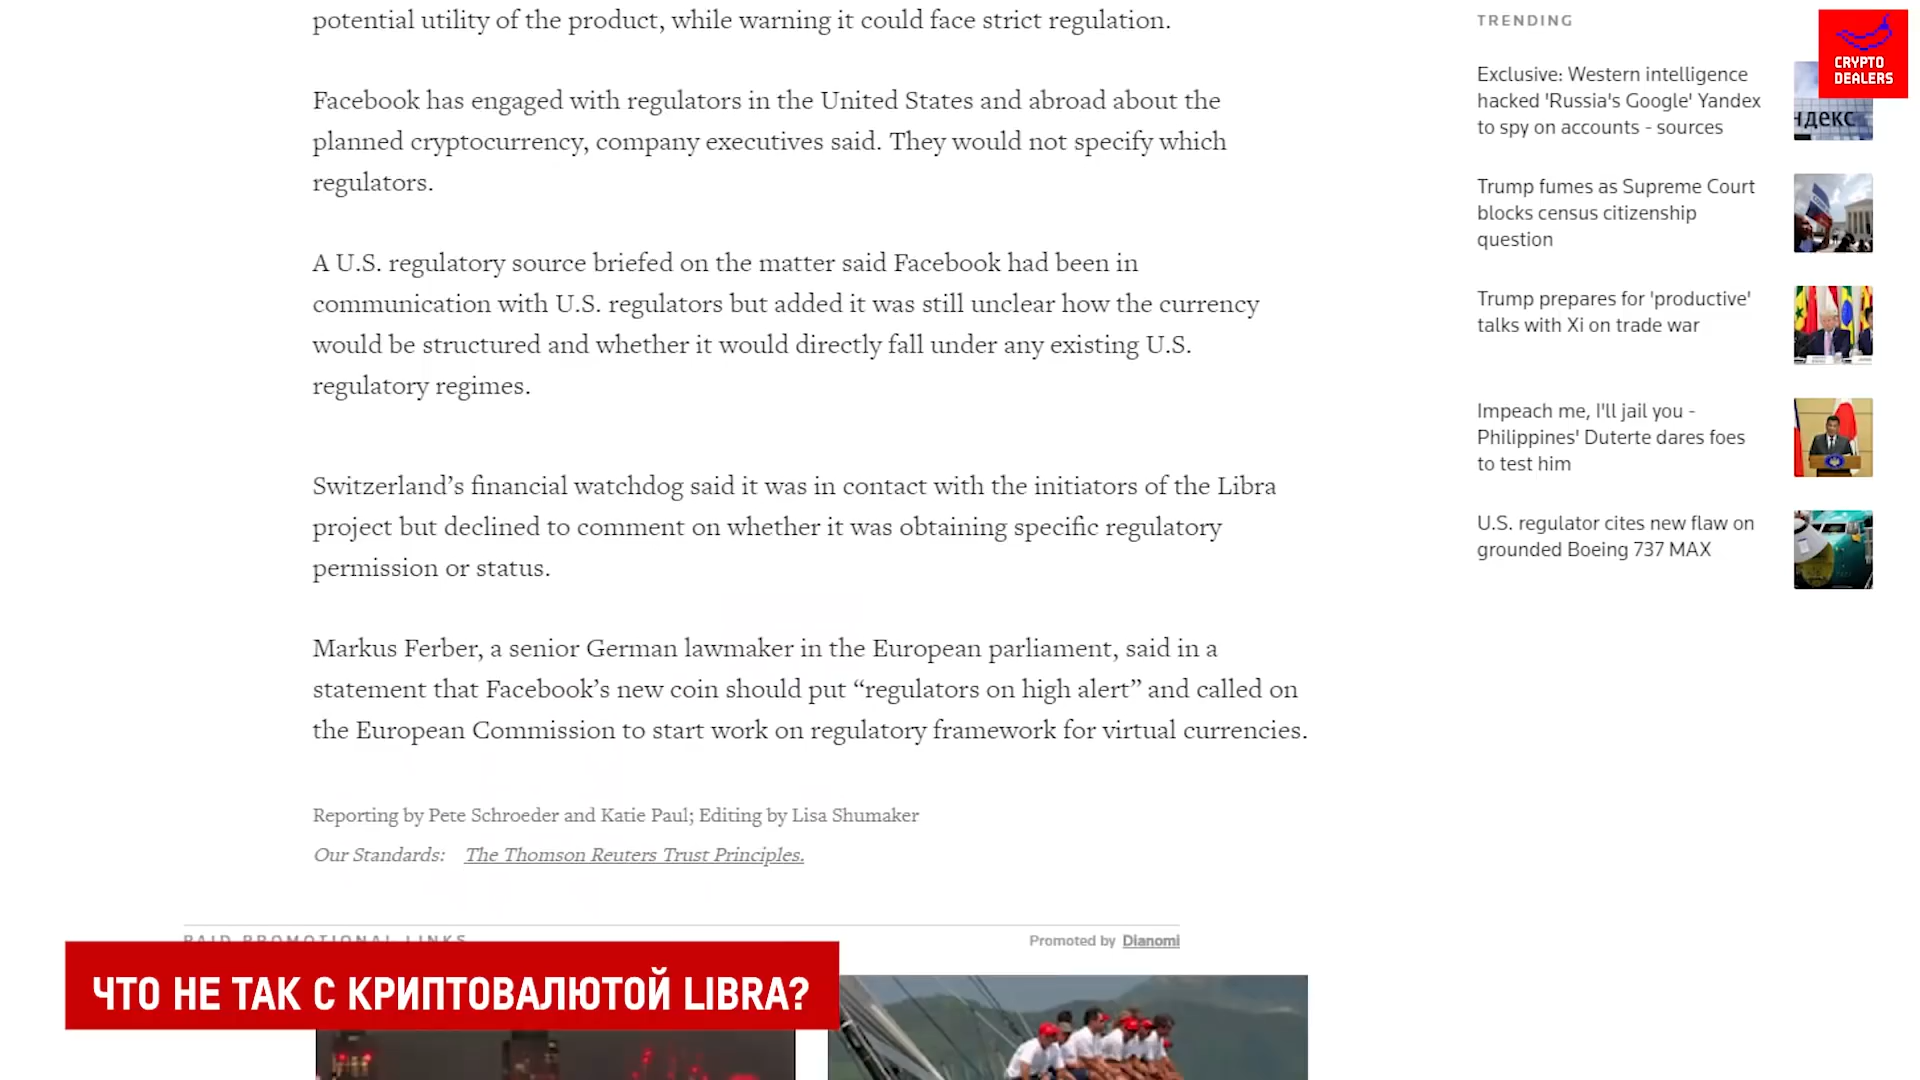 potential utility of the product, while warning it could face strict regulation.
Facebook has engaged with regulators in the United States and abroad about the
planned cryptocurrency, company executives said. They would not specify which
regulators.
A U.S. regulatory source briefed on the matter said Facebook had been in
communication with U.S. regulators but added it was still unclear how the currency
would be structured and whether it would directly fall under any existing U.S.
regulatory regimes.
Switzerland’s financial watchdog said it was in contact with the initiators of the Libra
project but declined to comment on whether it was obtaining specific regulatory
permission or status.
Markus Ferber, a senior German lawmaker in the European parliament, said in a
statement that Facebook’s new coin should put “regulators on high alert” and called on
the European Commission to start work on regulatory framework for virtual currencies.
Reporting by Pete Schroeder and Katie Paul; Editing by Lisa Shumaker
Our Standards: The Thomson Reuters Trust Principles.
PAID PROMOTIONAL LINKS
Promoted by Dianomi
ЧТО НЕ ТАК С КРИПТОВАЛЮТОЙ LIBRA?
TRENDING
Exclusive: Western intelligence
hacked 'Russia's Google' Yandex
to spy on accounts - sources
Trump fumes as Supreme Court
blocks census citizenship
question
Trump prepares for 'productive'
talks with Xi on trade war
Impeach me, I'll jail you -
Philippines' Duterte dares foes
to test him
U.S. regulator cites new flaw on
grounded Boeing 737 MAX
CRYPTO
DEALERS
ндекс